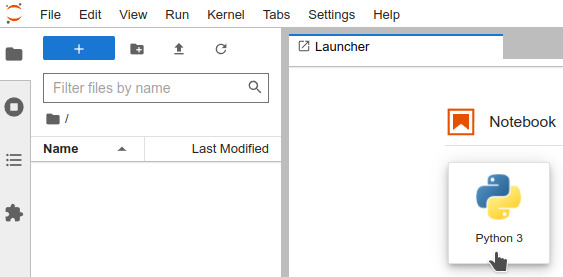 File Edit View Run Kernel Tabs Settings Help
+
Launcher
Filter files by name
/
Name Last Modified
Notebook
Python 3